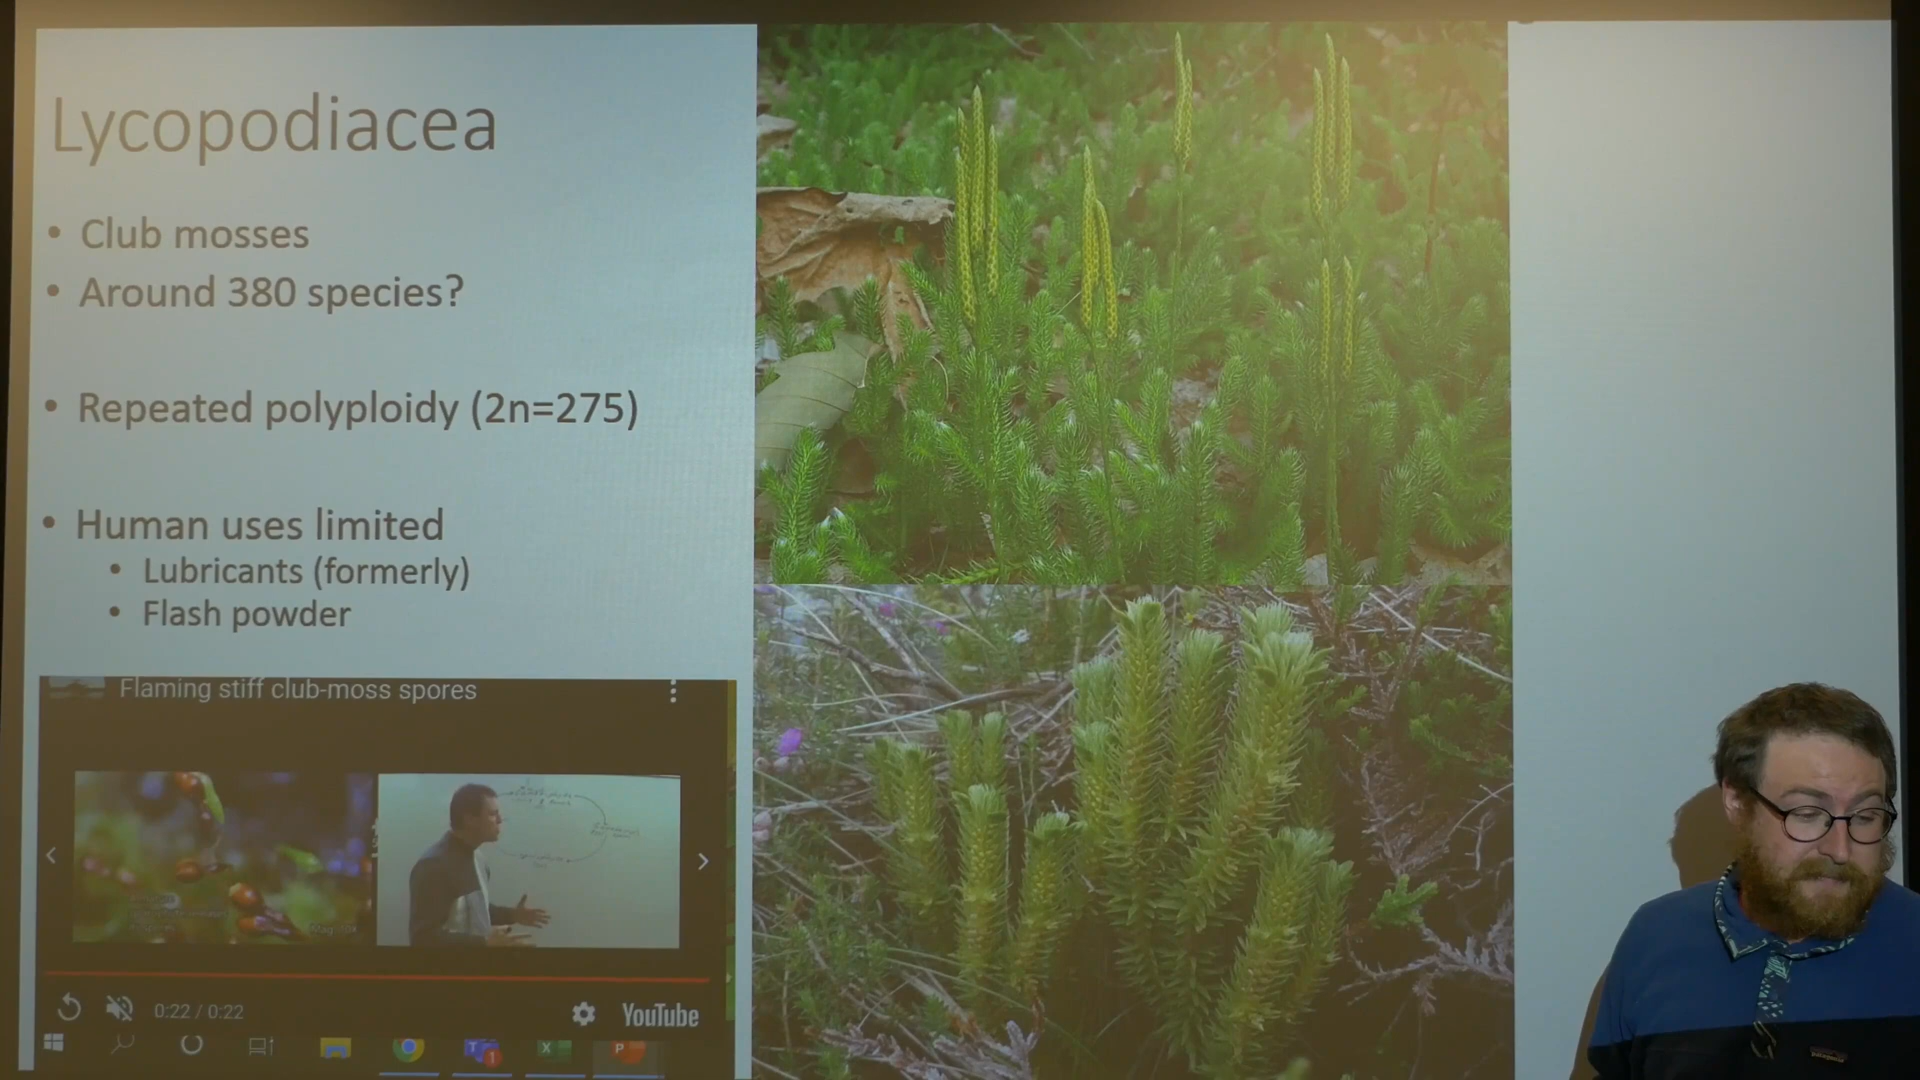 Lycopodiacea
• Club mosses
• Around 380 species?
• Repeated polyploidy (2n=275)
• Human uses limited
• Lubricants (formerly)
• Flash powder
Flaming stiff club-moss spores
0:22 / 0:22
YouTube